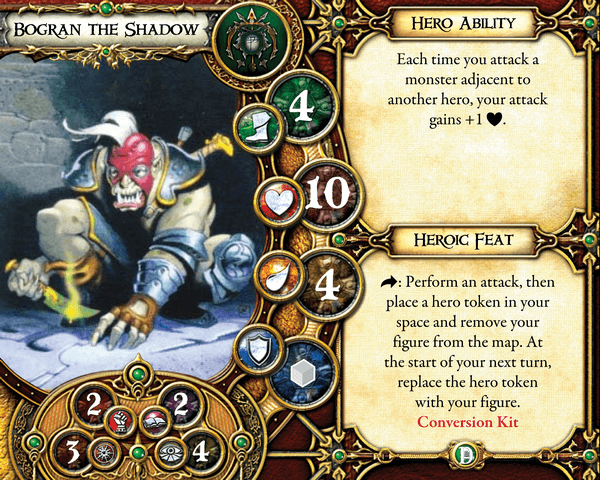 Bogran the Shadow
4
10
4
2
2
3
4
Hero Ability
Each time you attack a
monster adjacent to
another hero, your attack
gains +1 ♥.
Heroic Feat
: Perform an attack, then
place a hero token in your
space and remove your
figure from the map. At
the start of your next turn,
replace the hero token
with your figure.
Conversion Kit
D